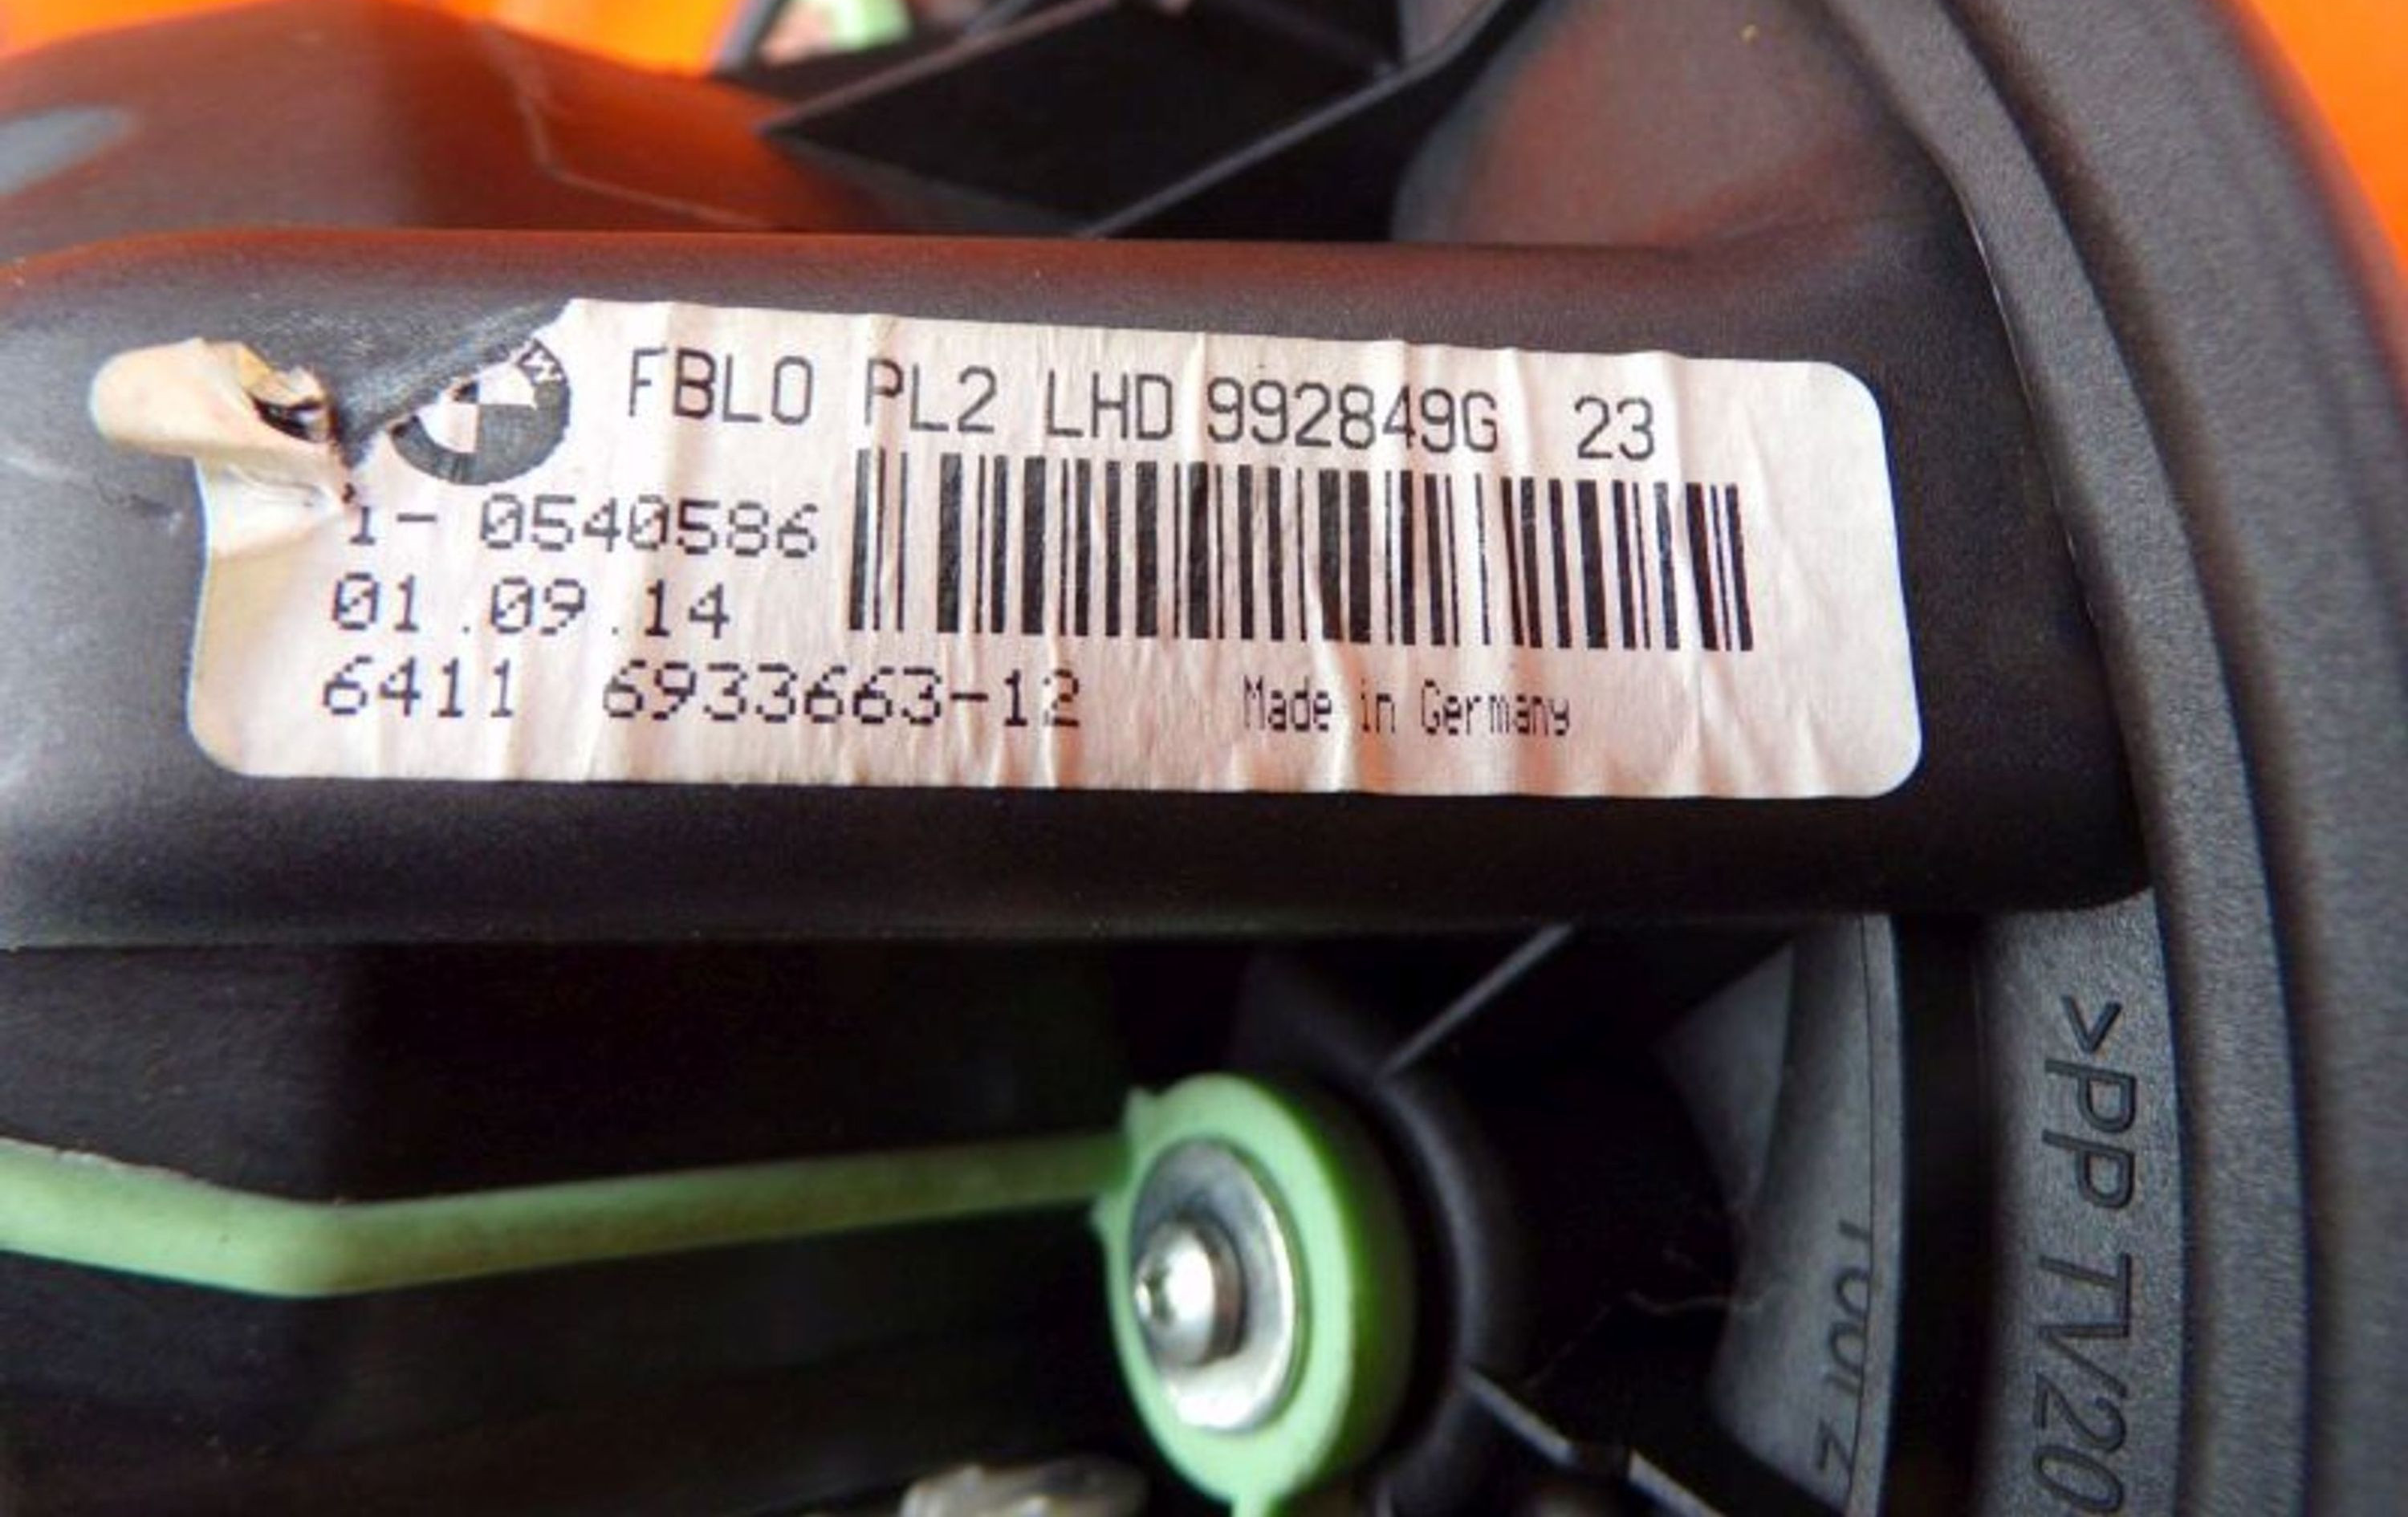 FBLO PL2 LHD 992849G 23
1- 0540586
01.09.14
6411 6933663-12
Made in Germany
>PP TV20